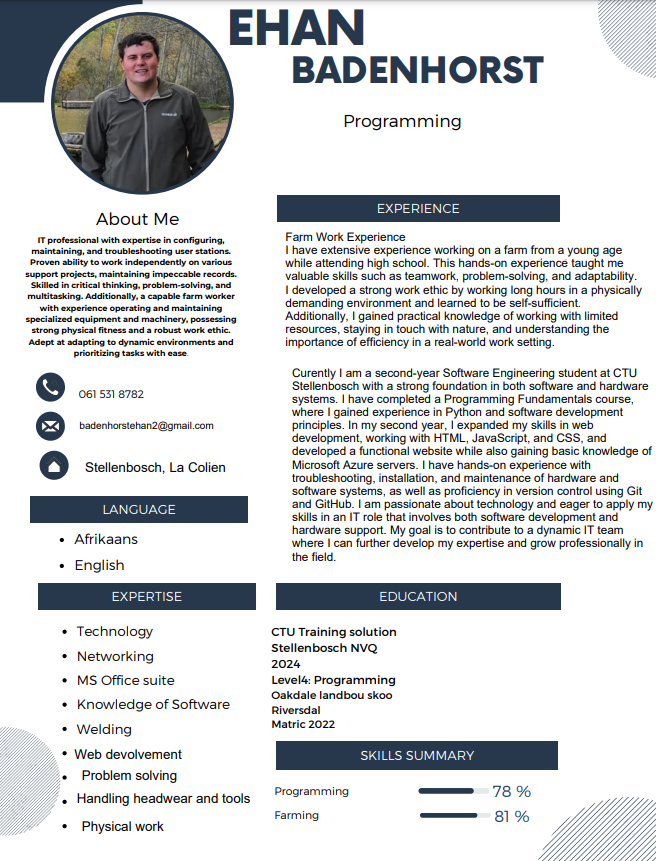 EHAN
BADENHORST
Programming
About Me
IT professional with expertise in configuring,
maintaining, and troubleshooting user stations.
Proven ability to work independently on various
support projects, maintaining impeccable records.
Skilled in critical thinking, problem-solving, and
multitasking. Additionally, a capable farm worker
with experience operating and maintaining
specialized equipment and machinery, possessing
strong physical fitness and a robust work ethic.
Adept at adapting to dynamic environments and
prioritizing tasks with ease.
061 531 8782
badenhorstehan2@gmail.com
Stellenbosch, La Colien
LANGUAGE
• Afrikaans
• English
EXPERTISE
• Technology
• Networking
• MS Office suite
• Knowledge of Software
• Welding
• Web devolvement
• Problem solving
• Handling headwear and tools
• Physical work
EXPERIENCE
Farm Work Experience
I have extensive experience working on a farm from a young age
while attending high school. This hands-on experience taught me
valuable skills such as teamwork, problem-solving, and adaptability.
I developed a strong work ethic by working long hours in a physically
demanding environment and learned to be self-sufficient.
Additionally, I gained practical knowledge of working with limited
resources, staying in touch with nature, and understanding the
importance of efficiency in a real-world work setting.
Curently I am a second-year Software Engineering student at CTU
Stellenbosch with a strong foundation in both software and hardware
systems. I have completed a Programming Fundamentals course,
where I gained experience in Python and software development
principles. In my second year, I expanded my skills in web
development, working with HTML, JavaScript, and CSS, and
developed a functional website while also gaining basic knowledge of
Microsoft Azure servers. I have hands-on experience with
troubleshooting, installation, and maintenance of hardware and
software systems, as well as proficiency in version control using Git
and GitHub. I am passionate about technology and eager to apply my
skills in an IT role that involves both software development and
hardware support. My goal is to contribute to a dynamic IT team
where I can further develop my expertise and grow professionally in
the field.
EDUCATION
CTU Training solution
Stellenbosch NVQ
2024
Level4: Programming
Oakdale landbou skoo
Riversdal
Matric 2022
SKILLS SUMMARY
Programming 78 %
Farming 81 %